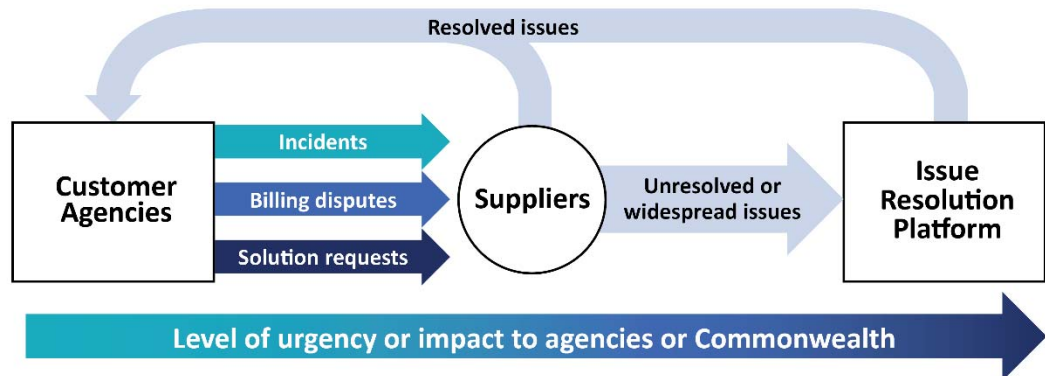 Resolved issues
Customer
Agencies
Incidents
Billing disputes
Solution requests
Suppliers
Unresolved or
widespread issues
Issue
Resolution
Platform
Level of urgency or impact to agencies or Commonwealth